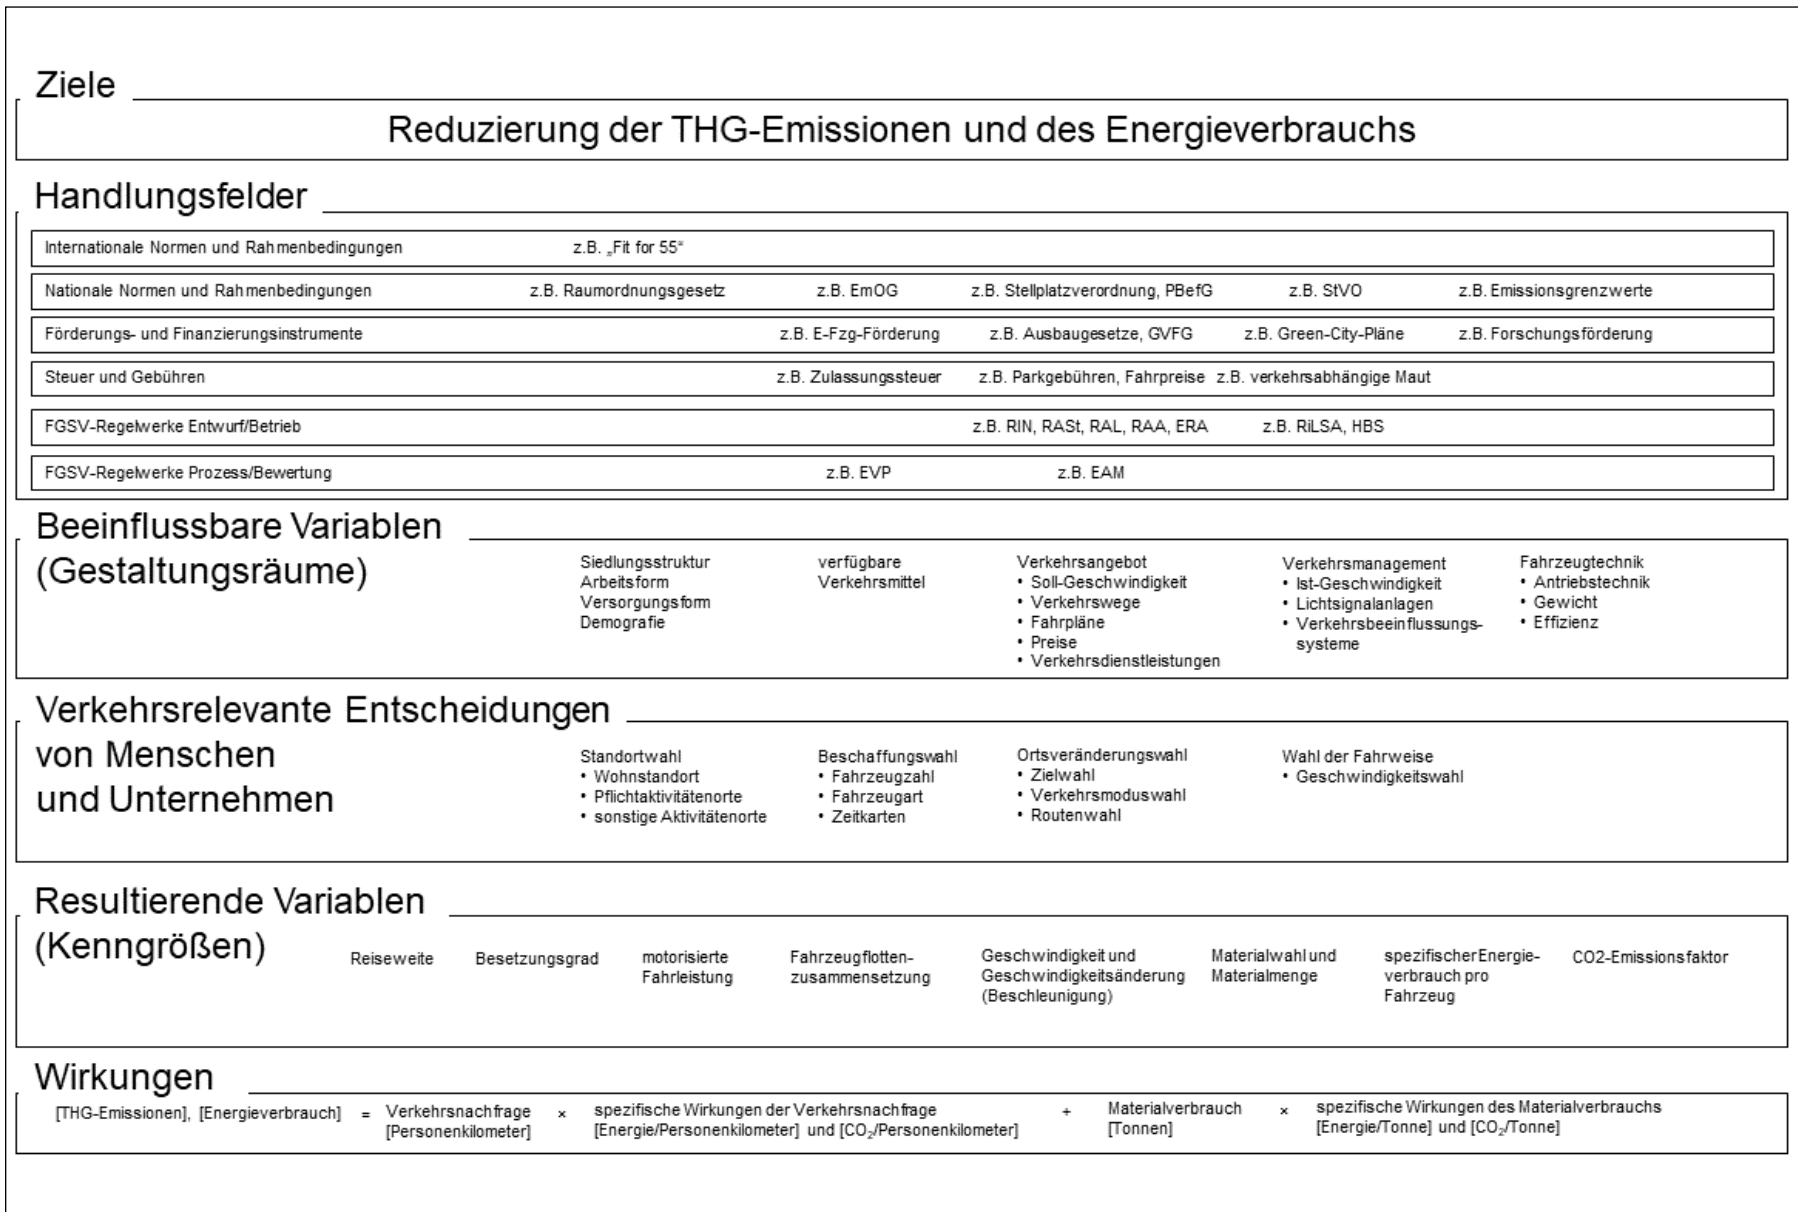 Ziele
Reduzierung der THG-Emissionen und des Energieverbrauchs
Handlungsfelder
Internationale Normen und Rahmenbedingungen z.B. „Fit for 55“
Nationale Normen und Rahmenbedingungen z.B. Raumordnungsgesetz z.B. EmOG z.B. Stellplatzverordnung, PBefG z.B. StVO z.B. Emissionsgrenzwerte
Förderungs- und Finanzierungsinstrumente z.B. E-Fzg-Förderung z.B. Ausbaugesetze, GVFG z.B. Green-City-Pläne z.B. Forschungsförderung
Steuer und Gebühren z.B. Zulassungssteuer z.B. Parkgebühren, Fahrpreise z.B. verkehrsabhängige Maut
FGSV-Regelwerke Entwurf/Betrieb z.B. RIN, RASt, RAL, RAA, ERA z.B. RiLSA, HBS
FGSV-Regelwerke Prozess/Bewertung z.B. EVP z.B. EAM
Beeinflussbare Variablen
(Gestaltungsräume)
Siedlungsstruktur
Arbeitsform
Versorgungsform
Demografie
verfügbare
Verkehrsmittel
Verkehrsangebot
• Soll-Geschwindigkeit
• Verkehrswege
• Fahrpläne
• Preise
• Verkehrsdienstleistungen
Verkehrsmanagement
• Ist-Geschwindigkeit
• Lichtsignalanlagen
• Verkehrsbeeinflussungs-
systeme
Fahrzeugtechnik
• Antriebstechnik
• Gewicht
• Effizienz
Verkehrsrelevante Entscheidungen
von Menschen
und Unternehmen
Standortwahl
• Wohnstandort
• Pflichtaktivitätenorte
• sonstige Aktivitätenorte
Beschaffungswahl
• Fahrzeugzahl
• Fahrzeugart
• Zeitkarten
Ortsveränderungswahl
• Zielwahl
• Verkehrsmoduswahl
• Routenwahl
Wahl der Fahrweise
• Geschwindigkeitswahl
Resultierende Variablen
(Kenngrößen)
Reiseweite
Besetzungsgrad
motorisierte
Fahrleistung
Fahrzeugflotten-
zusammensetzung
Geschwindigkeit und
Geschwindigkeitsänderung
(Beschleunigung)
Materialwahl und
Materialmenge
spezifischer Energie-
verbrauch pro
Fahrzeug
CO2-Emissionsfaktor
Wirkungen
[THG-Emissionen], [Energieverbrauch] = Verkehrsnachfrage × spezifische Wirkungen der Verkehrsnachfrage + Materialverbrauch × spezifische Wirkungen des Materialverbrauchs
[Personenkilometer] [Energie/Personenkilometer] und [CO₂/Personenkilometer] [Tonnen] [Energie/Tonne] und [CO₂/Tonne]